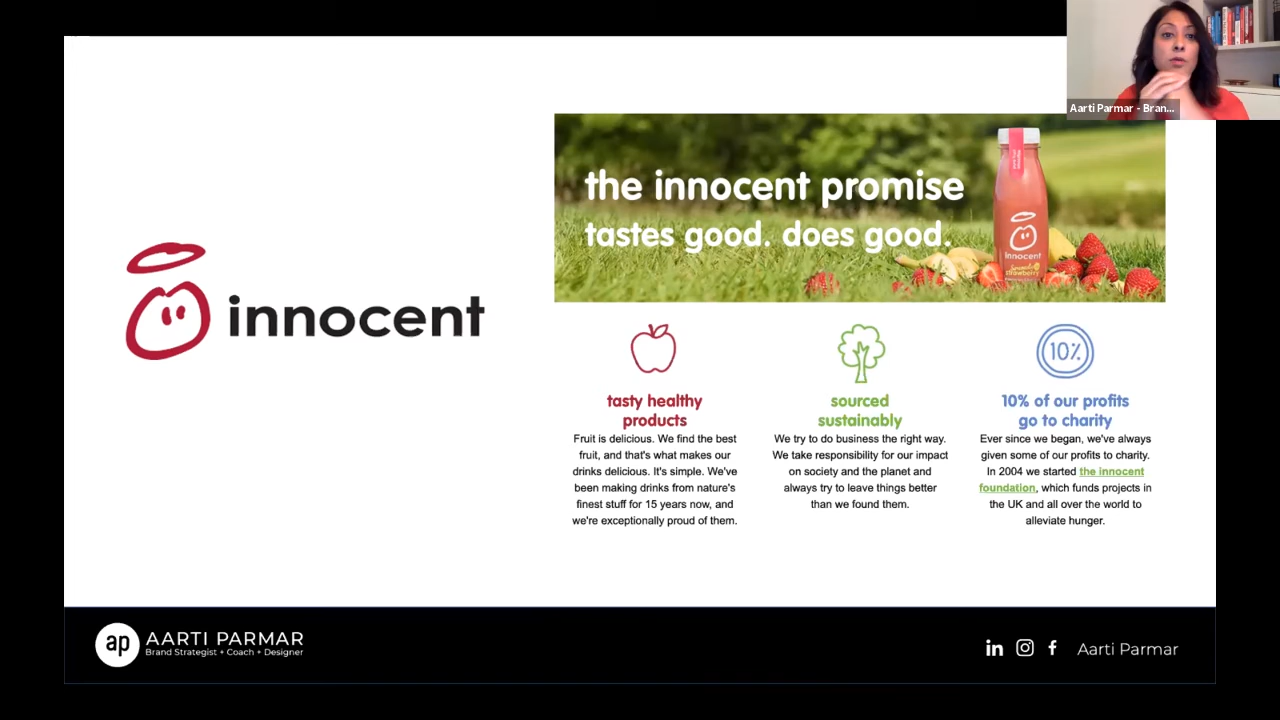 Aarti Parmar - Bran...
innocent
the innocent promise
tastes good. does good.
innocent
tasty healthy
products
Fruit is delicious. We find the best
fruit, and that's what makes our
drinks delicious. It's simple. We've
been making drinks from nature's
finest stuff for 15 years now, and
we're exceptionally proud of them.
sourced
sustainably
We try to do business the right way.
We take responsibility for our impact
on society and the planet and
always try to leave things better
than we found them.
10%
10% of our profits
go to charity
Ever since we began, we've always
given some of our profits to charity.
In 2004 we started the innocent
foundation, which funds projects in
the UK and all over the world to
alleviate hunger.
ap
AARTI PARMAR
Brand Strategist + Coach + Designer
in
f
Aarti Parmar